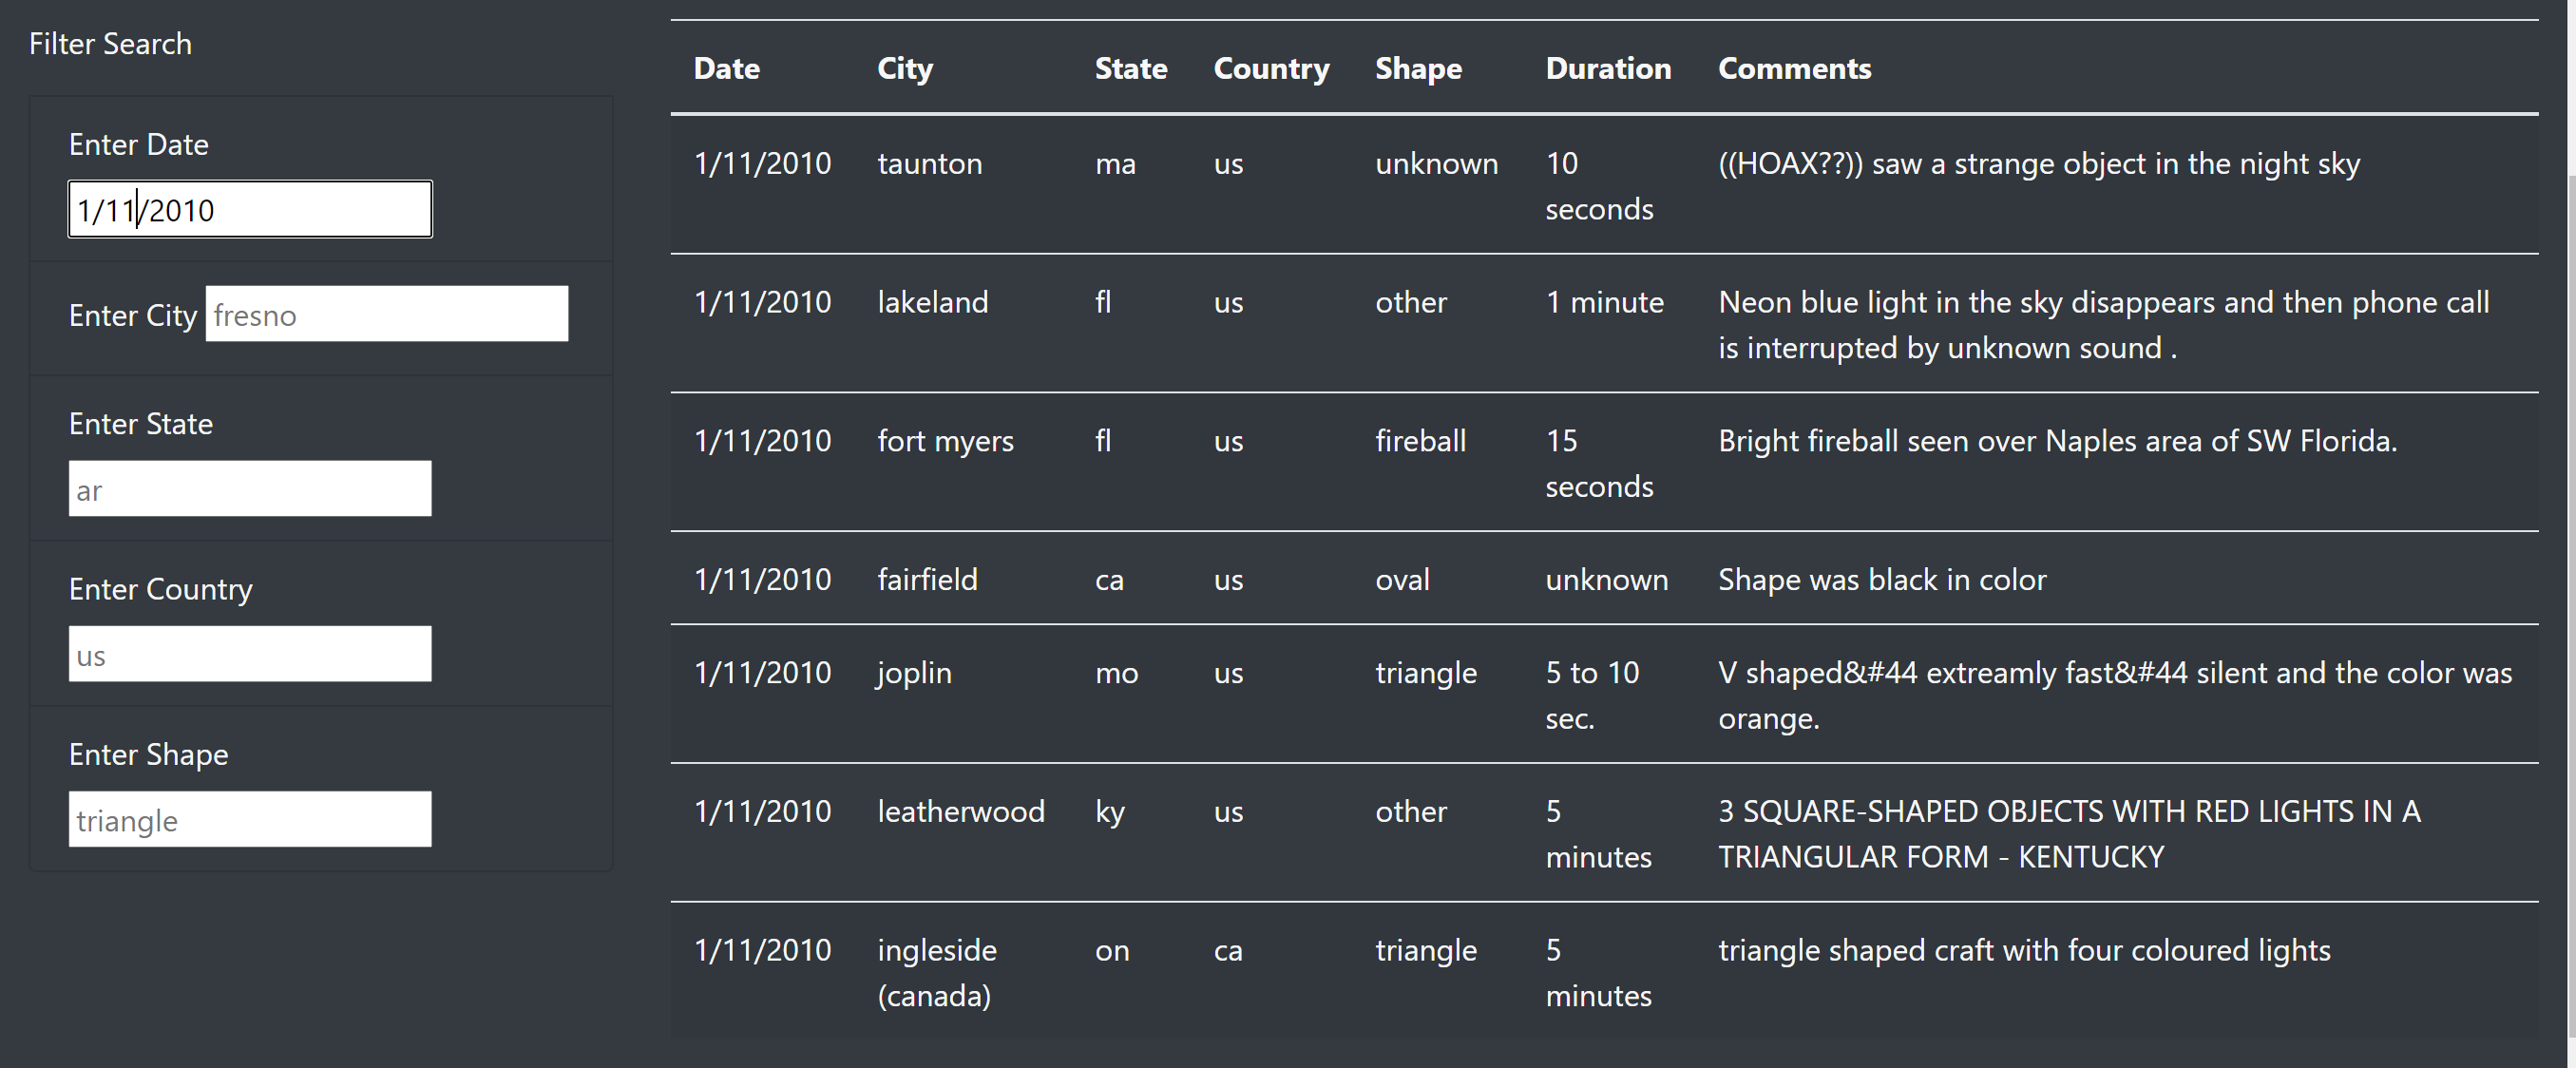 Filter Search
Enter Date
1/11/2010
Enter City fresno
Enter State
ar
Enter Country
us
Enter Shape
triangle
Date City State Country Shape Duration Comments
1/11/2010 taunton ma us unknown 10 ((HOAX??)) saw a strange object in the night sky
seconds
1/11/2010 lakeland fl us other 1 minute Neon blue light in the sky disappears and then phone call
is interrupted by unknown sound .
1/11/2010 fort myers fl us fireball 15 Bright fireball seen over Naples area of SW Florida.
seconds
1/11/2010 fairfield ca us oval unknown Shape was black in color
1/11/2010 joplin mo us triangle 5 to 10 V shaped&#44 extreamly fast&#44 silent and the color was
sec. orange.
1/11/2010 leatherwood ky us other 5 3 SQUARE-SHAPED OBJECTS WITH RED LIGHTS IN A
minutes TRIANGULAR FORM - KENTUCKY
1/11/2010 ingleside on ca triangle 5 triangle shaped craft with four coloured lights
(canada) minutes